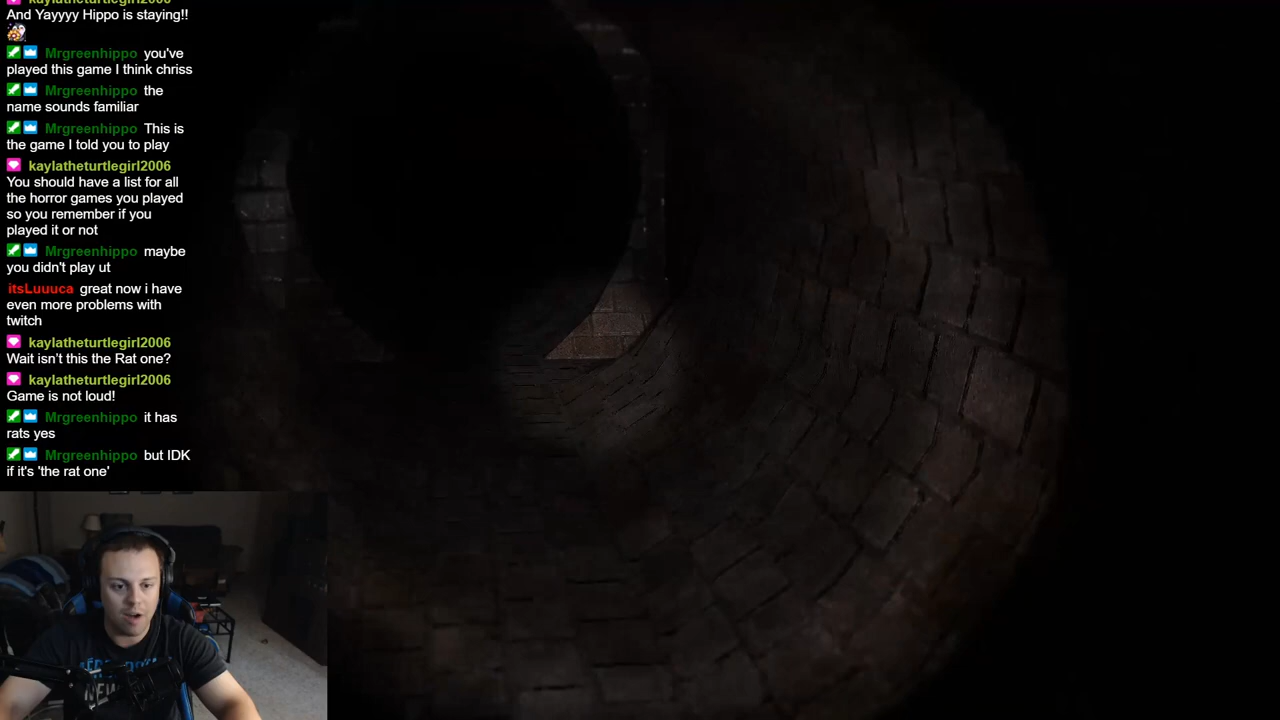 kaylatheturtlegirl2006
And Yayyyy Hippo is staying!!
Mrgreenhippo you've
played this game I think chriss
Mrgreenhippo the
name sounds familiar
Mrgreenhippo This is
the game I told you to play
kaylatheturtlegirl2006
You should have a list for all
the horror games you played
so you remember if you
played it or not
Mrgreenhippo maybe
you didn't play ut
itsLuuuca great now i have
even more problems with
twitch
kaylatheturtlegirl2006
Wait isn't this the Rat one?
kaylatheturtlegirl2006
Game is not loud!
Mrgreenhippo it has
rats yes
Mrgreenhippo but IDK
if it's 'the rat one'